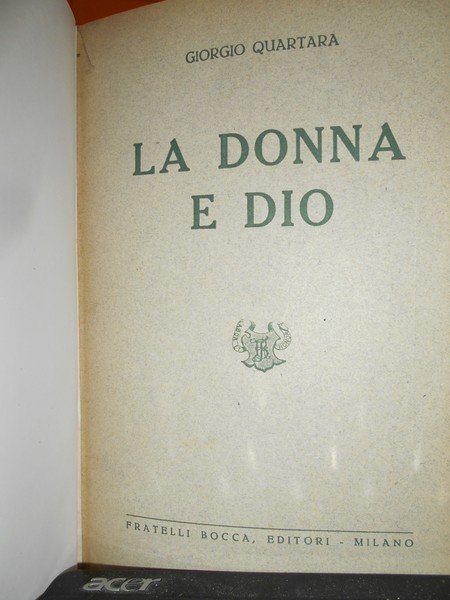 GIORGIO QUARTARA
LA DONNA
E DIO
FRATELLI BOCCA, EDITORI - MILANO
acer